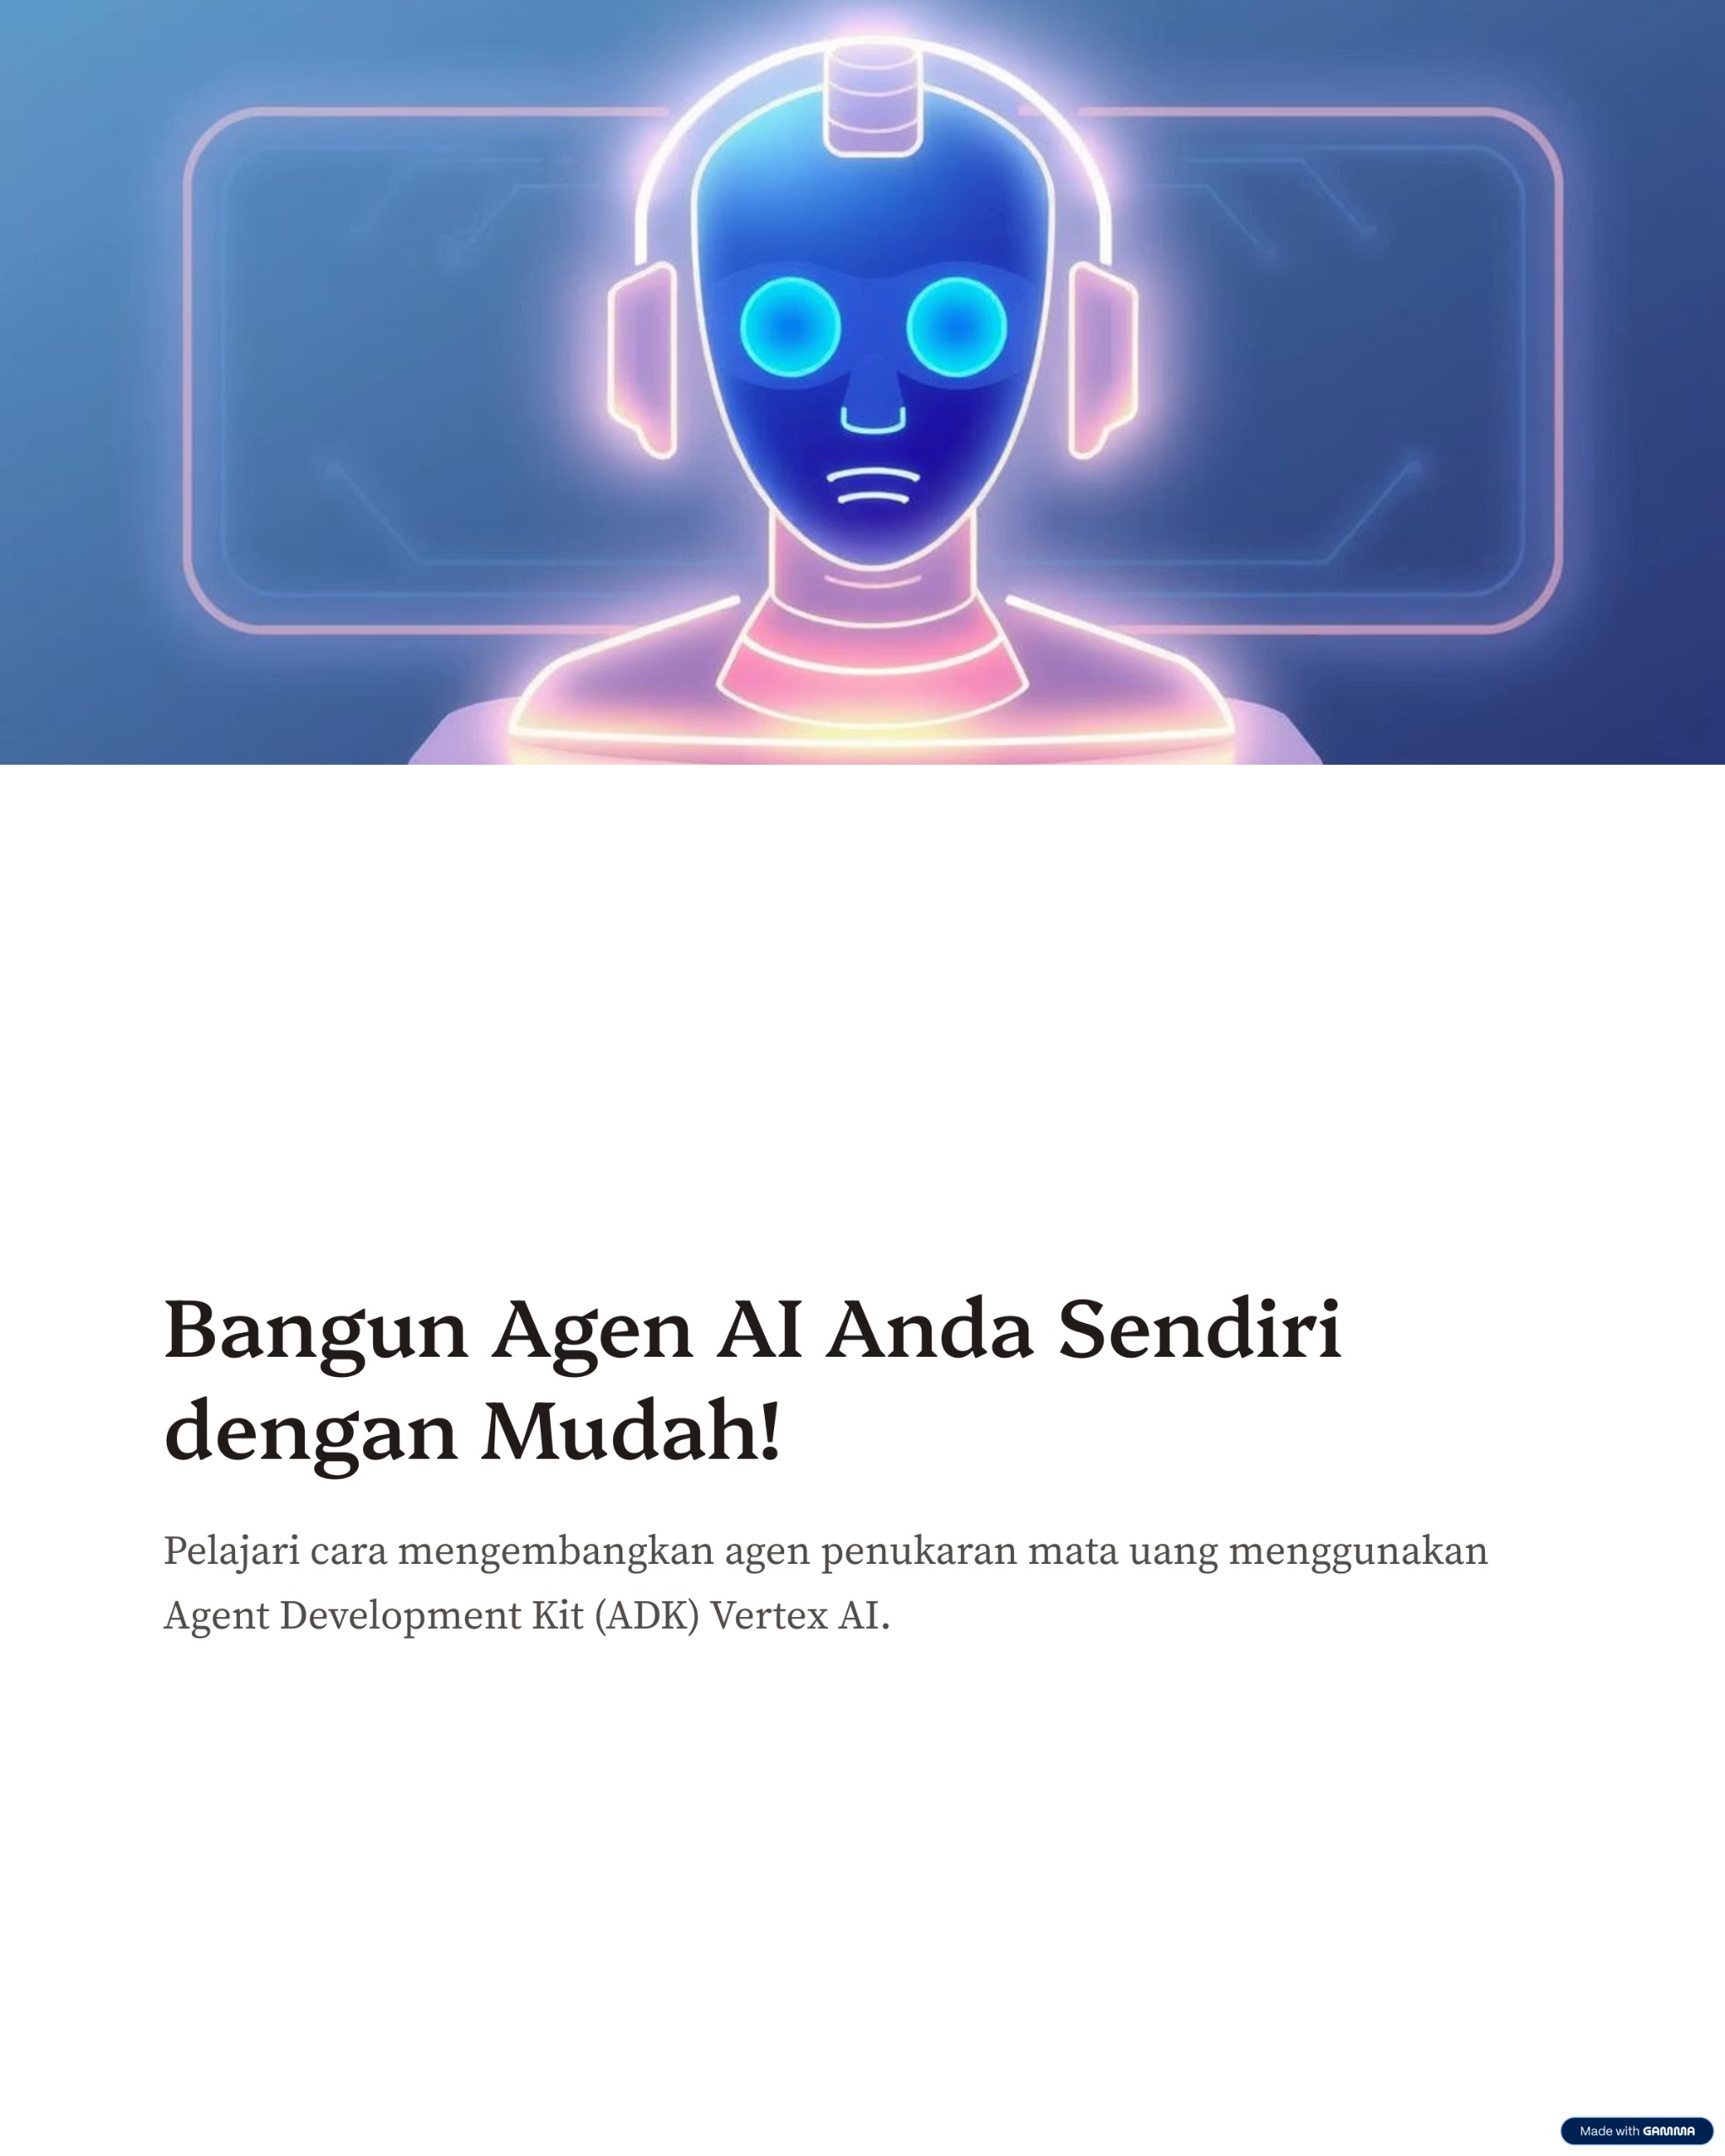 Bangun Agen AI Anda Sendiri
dengan Mudah!
Pelajari cara mengembangkan agen penukaran mata uang menggunakan
Agent Development Kit (ADK) Vertex AI.
Made with GAMMA